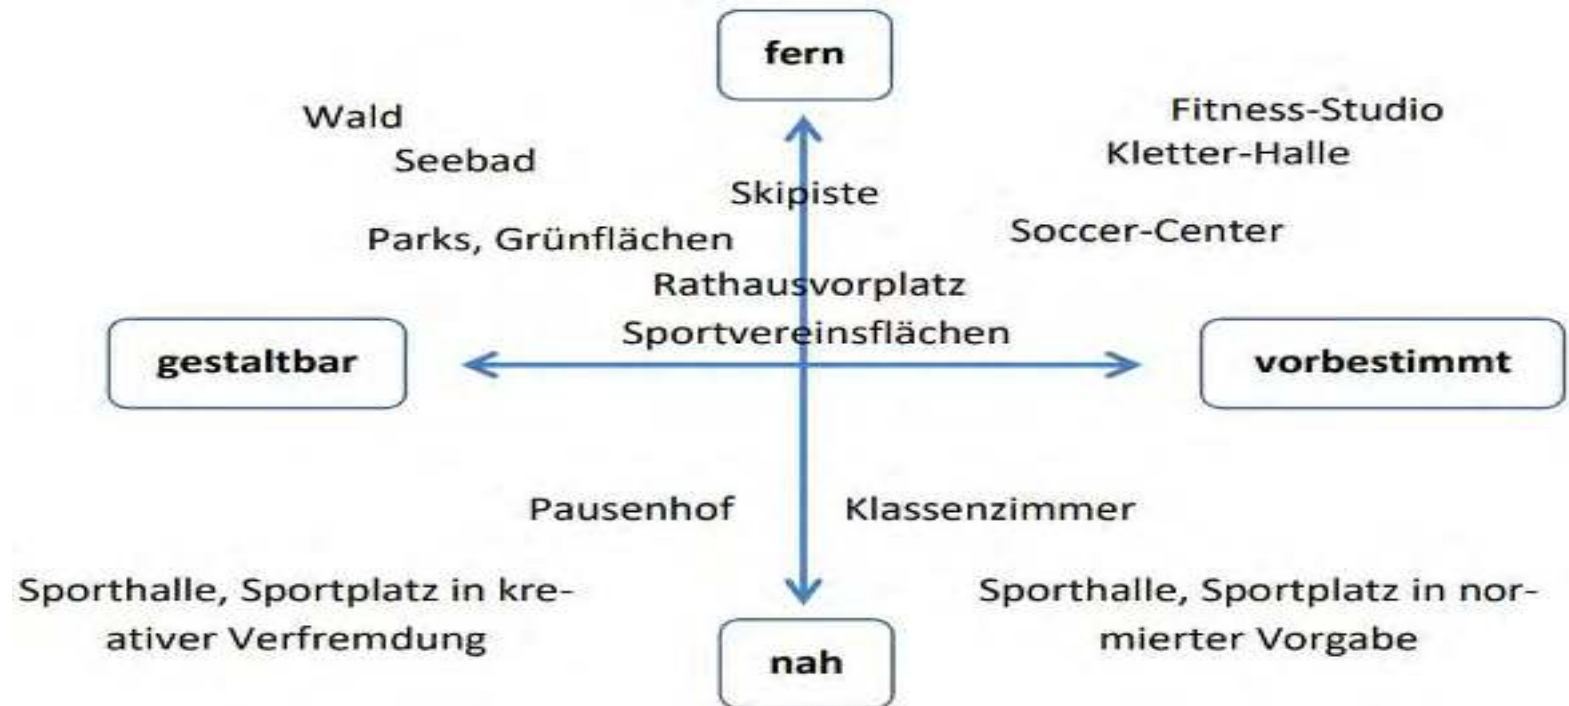 fern
Wald
Fitness-Studio
Kletter-Halle
Seebad
Skipiste
Parks, Grünflächen
Soccer-Center
Rathausvorplatz
Sportvereinsflächen
gestaltbar
vorbestimmt
Pausenhof
Klassenzimmer
Sporthalle, Sportplatz in kre-
ativer Verfremdung
Sporthalle, Sportplatz in nor-
mierter Vorgabe
nah